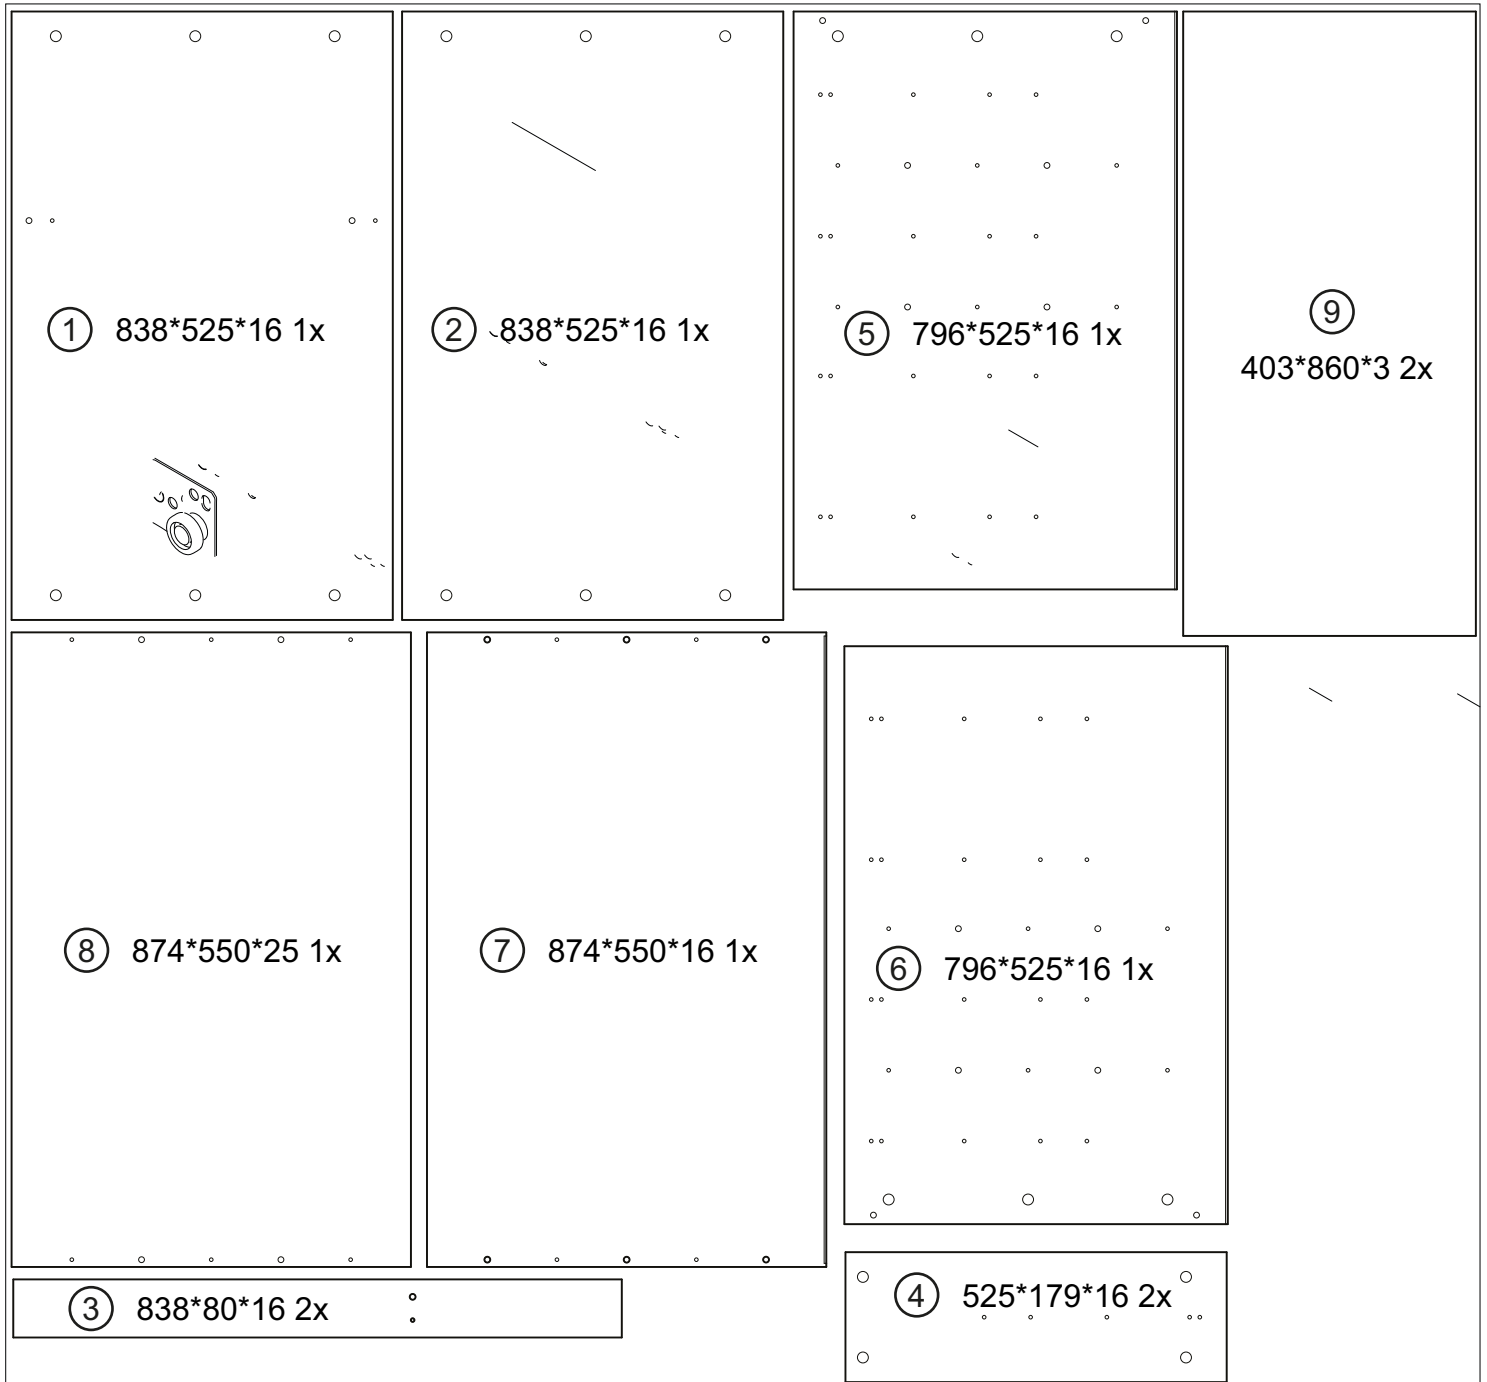 1 838*525*16 1x
2 838*525*16 1x
5 796*525*16 1x
9
403*860*3 2x
8 874*550*25 1x
7 874*550*16 1x
6 796*525*16 1x
3 838*80*16 2x
4 525*179*16 2x